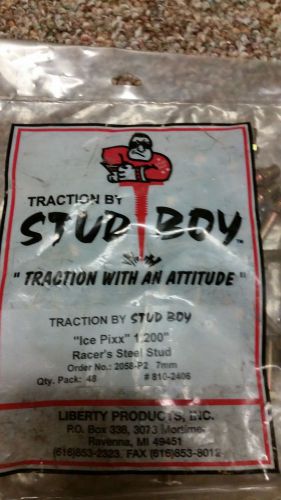 TRACTION BY
STUD BOY™
" TRACTION WITH AN ATTITUDE "
TRACTION BY STUD BOY
"Ice Pixx" 1.200"
Racer's Steel Stud
Order No.: 2058-P2 7mm
Qty. Pack: 48 # 810-2406
LIBERTY PRODUCTS, INC.
P.O. Box 338, 3073 Mortimer
Ravenna, MI 49451
(616)853-2323, FAX (616)853-8012